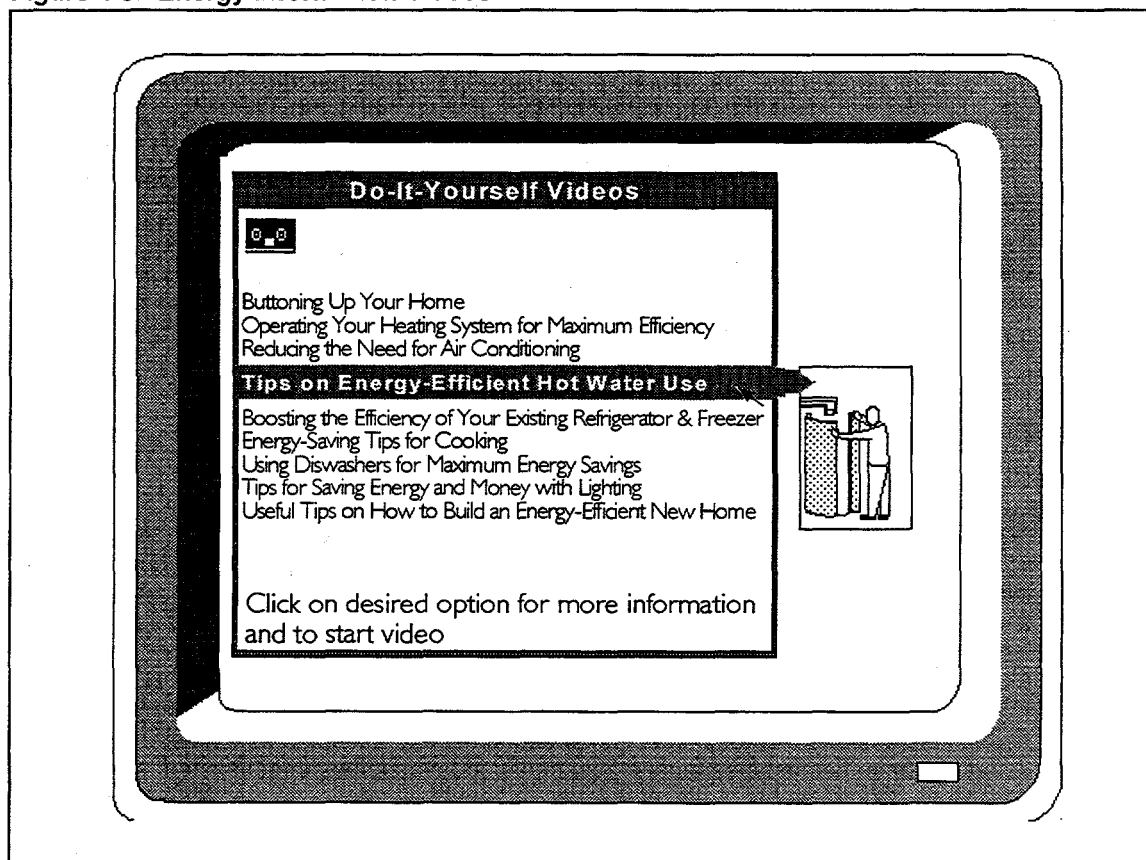 Do-It-Yourself Videos
Buttoning Up Your Home
Operating Your Heating System for Maximum Efficiency
Reducing the Need for Air Conditioning
Tips on Energy-Efficient Hot Water Use
Boosting the Efficiency of Your Existing Refrigerator & Freezer
Energy-Saving Tips for Cooking
Using Diswashers for Maximum Energy Savings
Tips for Saving Energy and Money with Lighting
Useful Tips on How to Build an Energy-Efficient New Home
Click on desired option for more information
and to start video